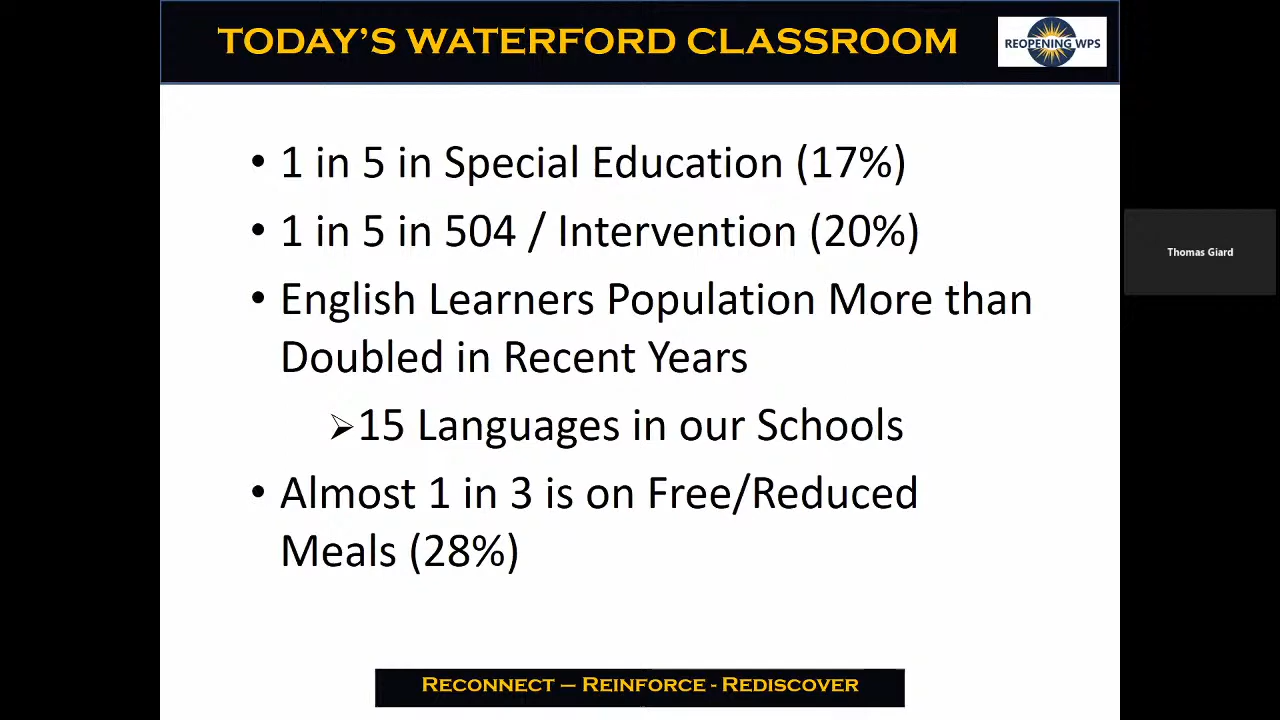 TODAY'S WATERFORD CLASSROOM
REOPENING WPS
• 1 in 5 in Special Education (17%)
• 1 in 5 in 504 / Intervention (20%)
• English Learners Population More than
Doubled in Recent Years
➢15 Languages in our Schools
• Almost 1 in 3 is on Free/Reduced
Meals (28%)
Thomas Giard
RECONNECT – REINFORCE - REDISCOVER